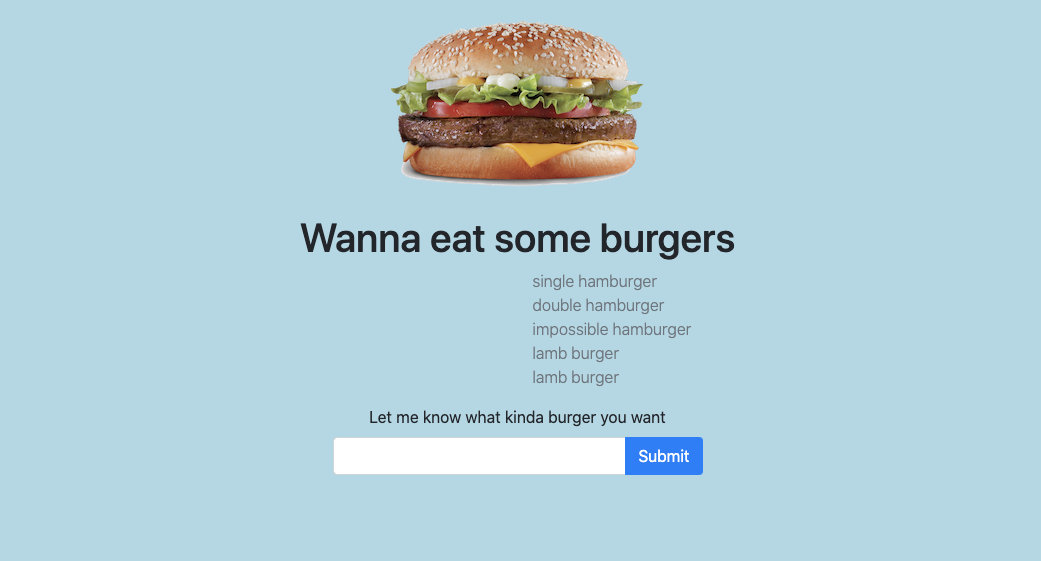 Wanna eat some burgers
single hamburger
double hamburger
impossible hamburger
lamb burger
lamb burger
Let me know what kinda burger you want
Submit